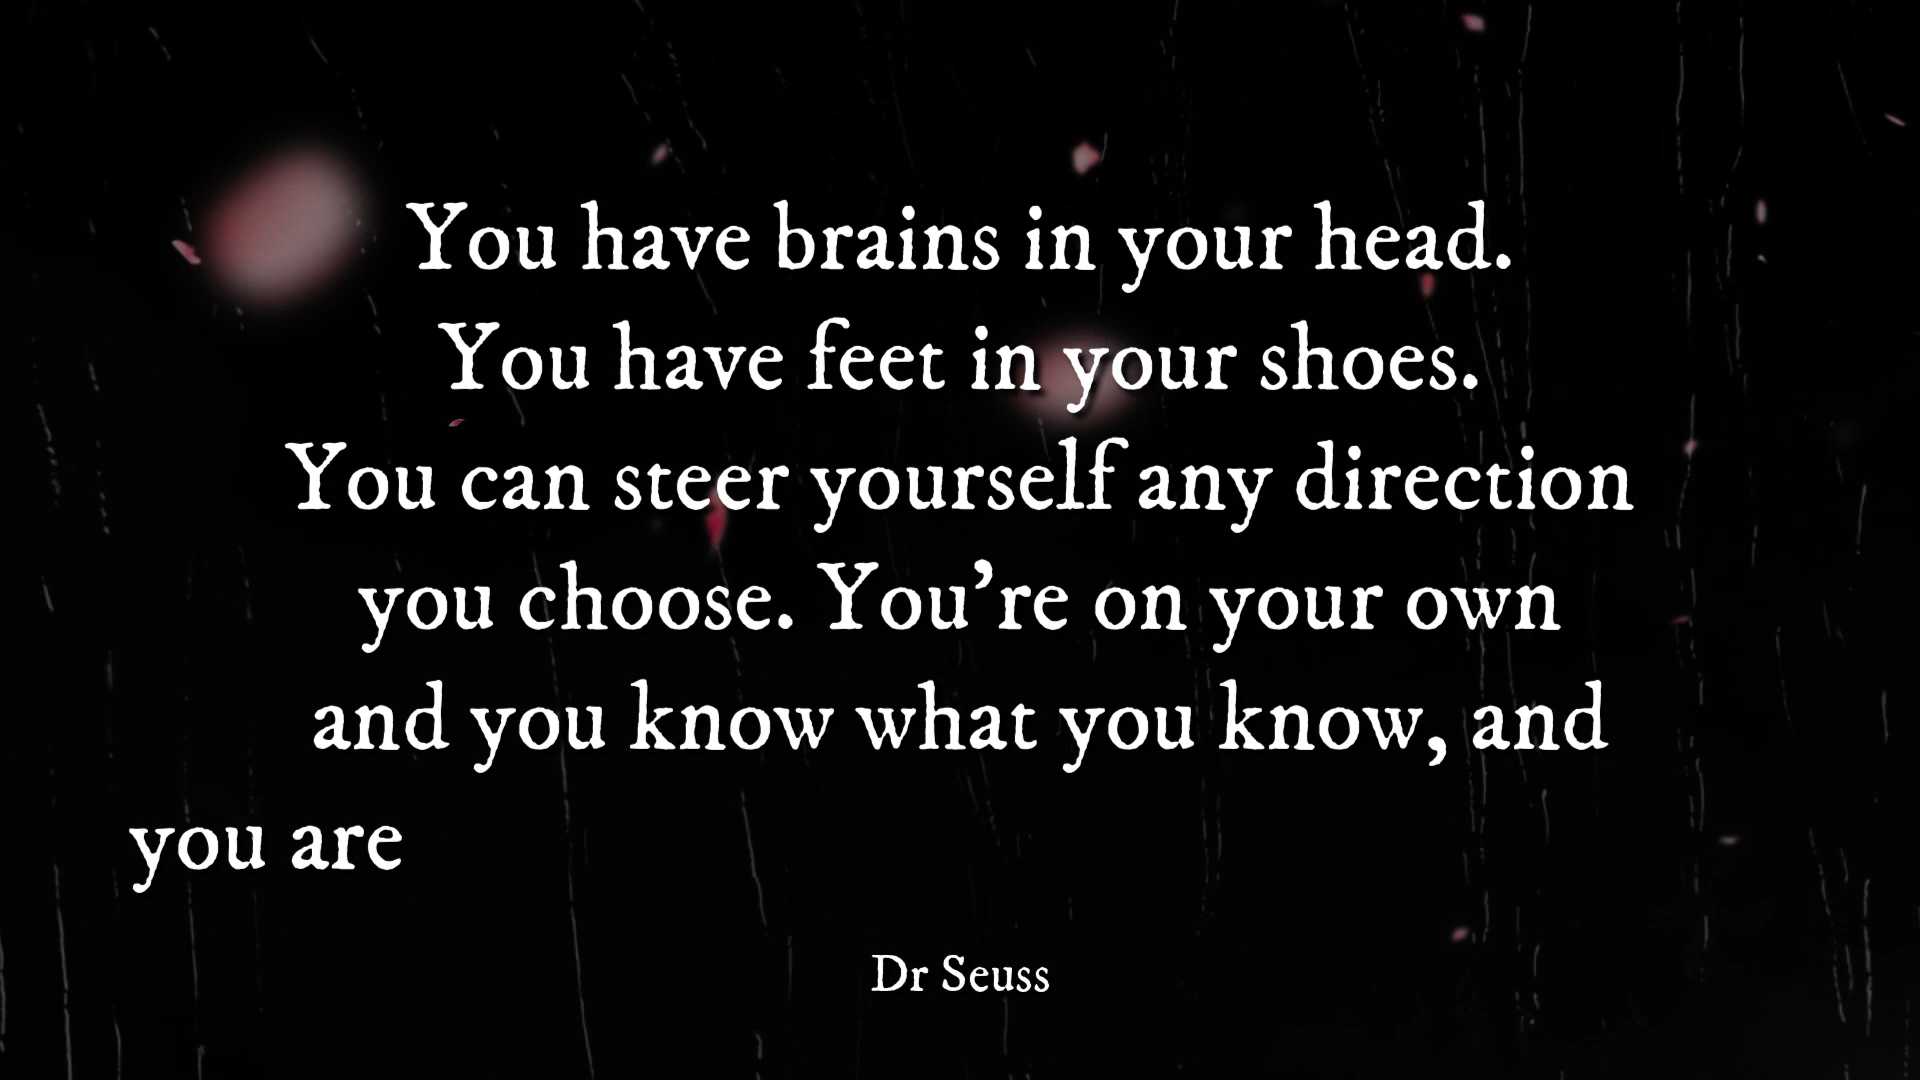 You have brains in your head.
You have feet in your shoes.
You can steer yourself any direction
you choose. You’re on your own
and you know what you know, and
you are
Dr Seuss